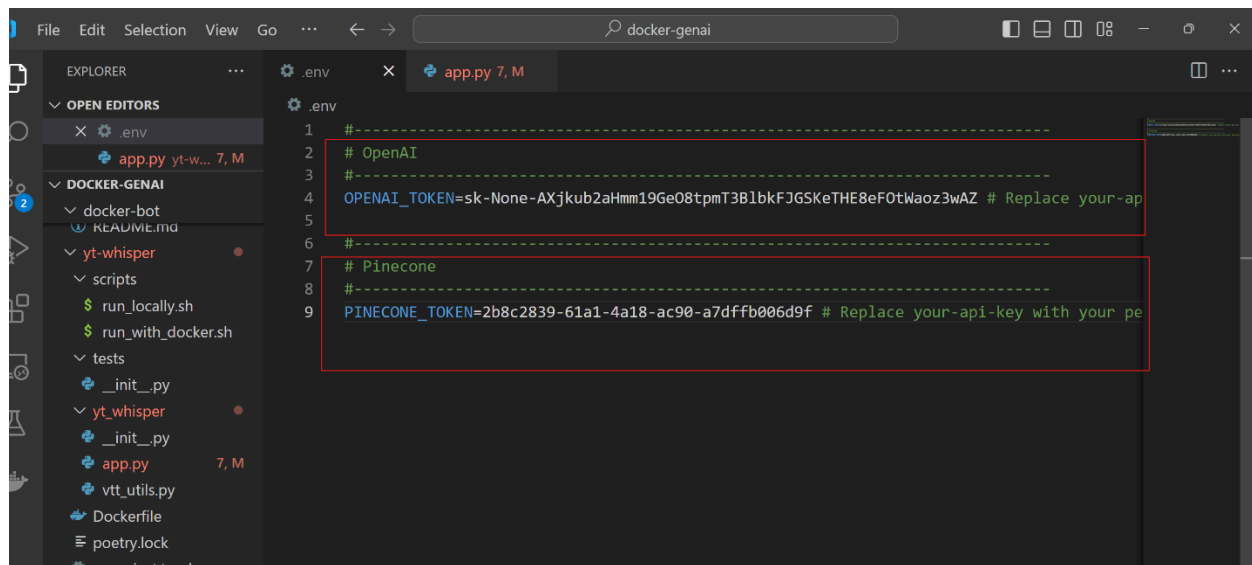 File Edit Selection View Go ... docker-genai
EXPLORER ...
OPEN EDITORS
.env
app.py yt-w... 7, M
DOCKER-GENAI
docker-bot
README.md
yt-whisper
scripts
$ run_locally.sh
$ run_with_docker.sh
tests
__init__.py
yt_whisper
__init__.py
app.py 7, M
vtt_utils.py
Dockerfile
poetry.lock
2
.env app.py 7, M ...
.env
1 #---------------------------------------------------------------------------
2 # OpenAI
3 #---------------------------------------------------------------------------
4 OPENAI_TOKEN=sk-None-AXjkub2aHmm19GeO8tpmT3BlbkFJGSKeTHE8eFOtWaoz3wAZ # Replace your-ap
5
6 #---------------------------------------------------------------------------
7 # Pinecone
8 #---------------------------------------------------------------------------
9 PINECONE_TOKEN=2b8c2839-61a1-4a18-ac90-a7dffb006d9f # Replace your-api-key with your pe